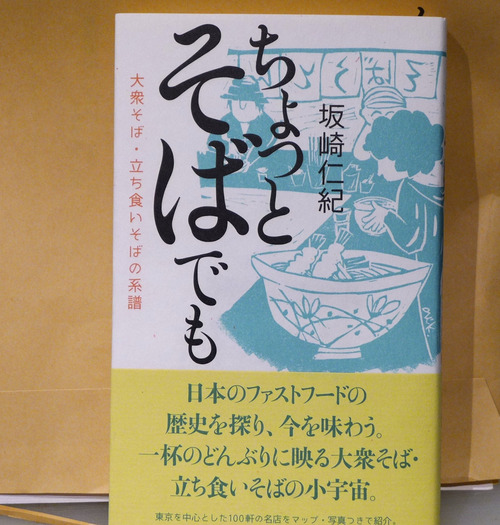 ちょっと
そばでも
大衆そば・立ち食いそばの系譜
坂崎仁紀
日本のファストフードの
歴史を探り、今を味わう。
一杯のどんぶりに映る大衆そば・
立ち食いそばの小宇宙。
東京を中心とした100軒の名店をマップ・写真つきで紹介。